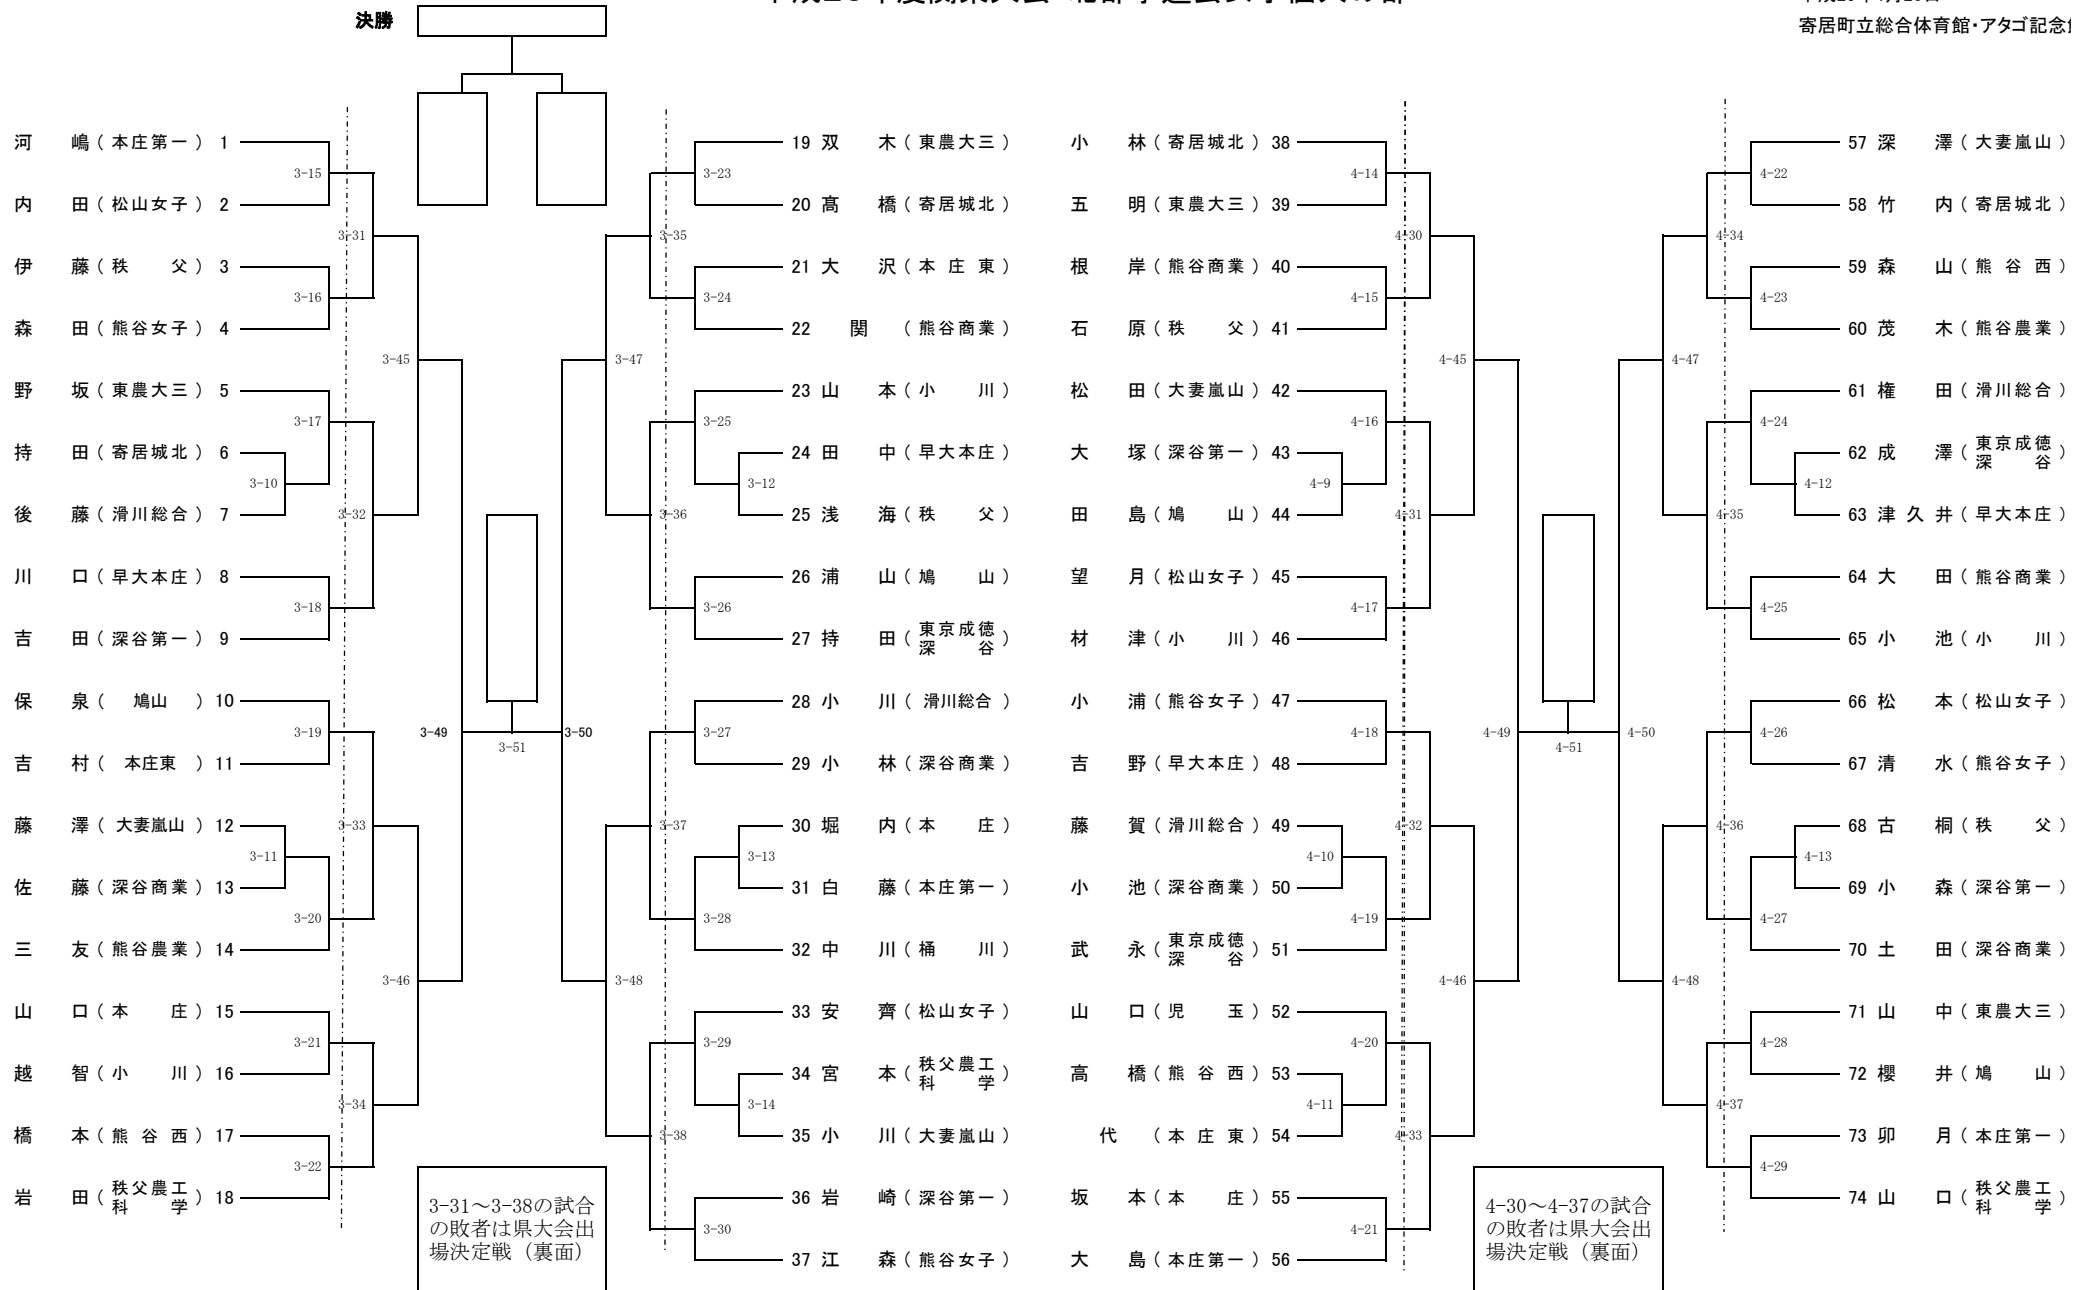 決勝
寄居町立総合体育館・アタゴ記念
河 嶋（本庄第一）1
内 田（松山女子）2
伊 藤（秩 父）3
森 田（熊谷女子）4
野 坂（東農大三）5
持 田（寄居城北）6
後 藤（滑川総合）7
川 口（早大本庄）8
吉 田（深谷第一）9
保 泉（鳩山）10
吉 村（本庄東）11
藤 澤（大妻嵐山）12
佐 藤（深谷商業）13
三 友（熊谷農業）14
山 口（本 庄）15
越 智（小 川）16
橋 本（熊 谷 西）17
岩 田（秩父農工科 学）18
3-15
3-16
3-17
3-10
3-18
3-19
3-11
3-20
3-21
3-22
3-31
3-32
3-33
3-34
3-45
3-46
3-49
3-51
3-50
3-47
3-48
3-35
3-36
3-37
3-38
3-23
3-24
3-25
3-12
3-26
3-27
3-13
3-28
3-29
3-14
3-30
19 双 木（東農大三）
20 髙 橋（寄居城北）
21 大 沢（本 庄 東）
22 関（熊谷商業）
23 山 本（小 川）
24 田 中（早大本庄）
25 浅 海（秩 父）
26 浦 山（鳩 山）
27 持 田（東京成徳深 谷）
28 小 川（滑川総合）
29 小 林（深谷商業）
30 堀 内（本 庄）
31 白 藤（本庄第一）
32 中 川（桶 川）
33 安 齊（松山女子）
34 宮 本（秩父農工科 学）
35 小 川（大妻嵐山）
36 岩 崎（深谷第一）
37 江 森（熊谷女子）
3-31～3-38の試合
の敗者は県大会出
場決定戦（裏面）
小 林（寄居城北）38
五 明（東農大三）39
根 岸（熊谷商業）40
石 原（秩 父）41
松 田（大妻嵐山）42
大 塚（深谷第一）43
田 島（鳩 山）44
望 月（松山女子）45
材 津（小 川）46
小 浦（熊谷女子）47
吉 野（早大本庄）48
藤 賀（滑川総合）49
小 池（深谷商業）50
武 永（東京成徳深 谷）51
山 口（児 玉）52
高 橋（熊 谷 西）53
代（本 庄 東）54
坂 本（本 庄）55
大 島（本庄第一）56
4-14
4-15
4-16
4-9
4-17
4-18
4-10
4-19
4-20
4-11
4-21
4-30
4-31
4-32
4-33
4-45
4-46
4-49
4-51
4-50
4-47
4-48
4-34
4-35
4-36
4-37
4-22
4-23
4-24
4-12
4-25
4-26
4-13
4-27
4-28
4-29
57 深 澤（大妻嵐山）
58 竹 内（寄居城北）
59 森 山（熊 谷 西）
60 茂 木（熊谷農業）
61 権 田（滑川総合）
62 成 澤（東京成徳深 谷）
63 津 久 井（早大本庄）
64 大 田（熊谷商業）
65 小 池（小 川）
66 松 本（松山女子）
67 清 水（熊谷女子）
68 古 桐（秩 父）
69 小 森（深谷第一）
70 土 田（深谷商業）
71 山 中（東農大三）
72 櫻 井（鳩 山）
73 卯 月（本庄第一）
74 山 口（秩父農工科 学）
4-30～4-37の試合
の敗者は県大会出
場決定戦（裏面）